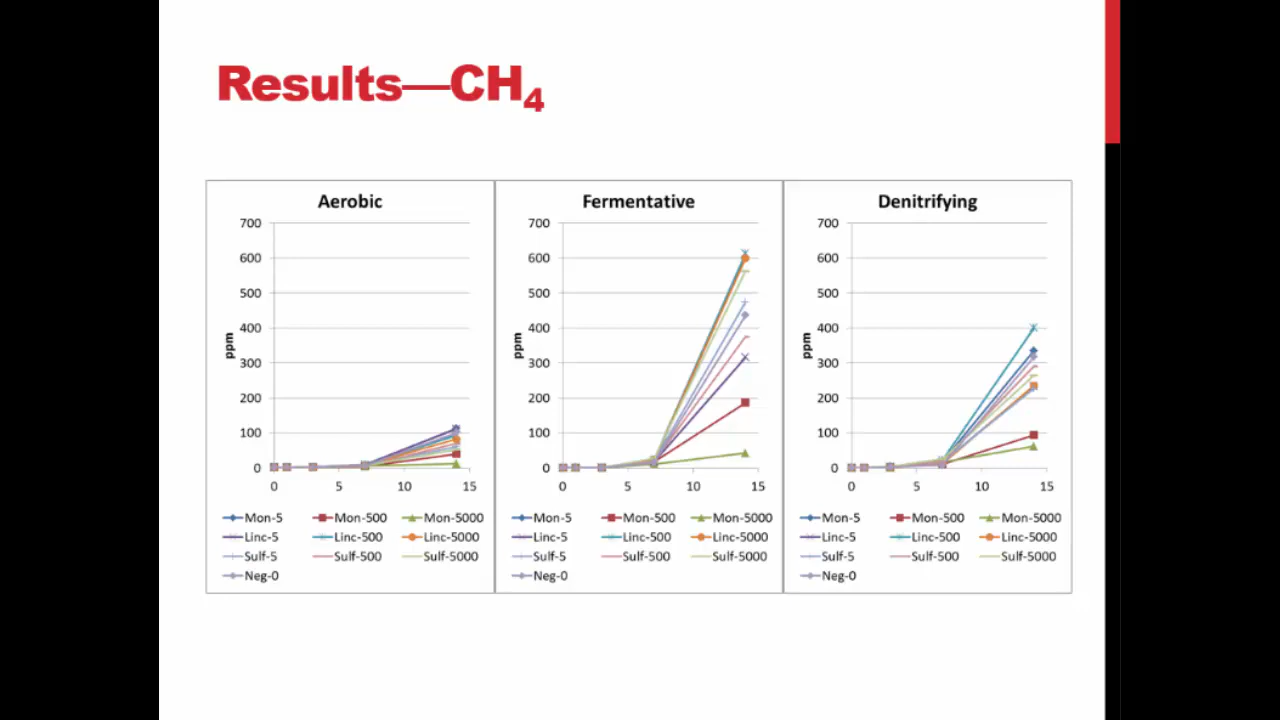 Results—CH4
Aerobic
700
600
500
400
300
200
100
0
ppm
0 5 10 15
Mon-5 Mon-500 Mon-5000
Linc-5 Linc-500 Linc-5000
Sulf-5 Sulf-500 Sulf-5000
Neg-0
Fermentative
700
600
500
400
300
200
100
0
ppm
0 5 10 15
Mon-5 Mon-500 Mon-5000
Linc-5 Linc-500 Linc-5000
Sulf-5 Sulf-500 Sulf-5000
Neg-0
Denitrifying
700
600
500
400
300
200
100
0
ppm
0 5 10 15
Mon-5 Mon-500 Mon-5000
Linc-5 Linc-500 Linc-5000
Sulf-5 Sulf-500 Sulf-5000
Neg-0